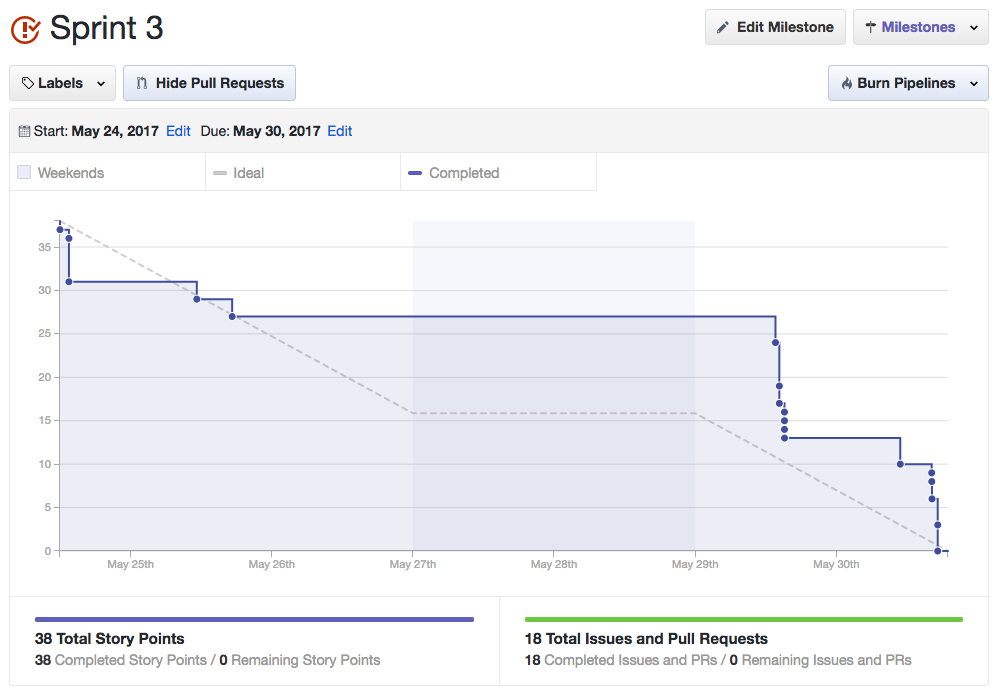 Sprint 3
Edit Milestone
Milestones
Labels
Hide Pull Requests
Burn Pipelines
Start: May 24, 2017 Edit Due: May 30, 2017 Edit
Weekends
Ideal
Completed
35
30
25
20
15
10
5
0
May 25th
May 26th
May 27th
May 28th
May 29th
May 30th
38 Total Story Points
38 Completed Story Points / 0 Remaining Story Points
18 Total Issues and Pull Requests
18 Completed Issues and PRs / 0 Remaining Issues and PRs